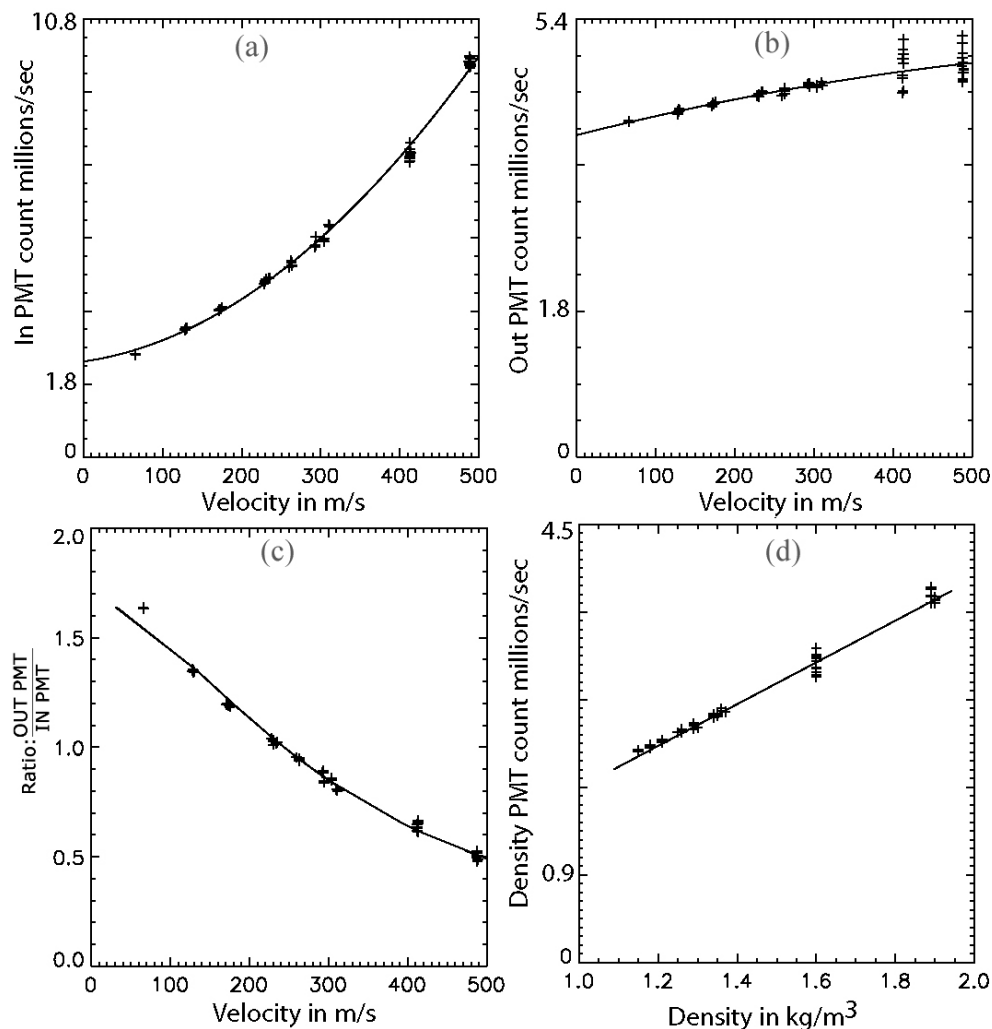 (a)
In PMT count millions/sec
10.8
1.8
0
0 100 200 300 400 500
Velocity in m/s
(b)
Out PMT count millions/sec
5.4
1.8
0
0 100 200 300 400 500
Velocity in m/s
(c)
Ratio: OUT PMT
IN PMT
2.0
1.5
1.0
0.5
0.0
0 100 200 300 400 500
Velocity in m/s
(d)
Density PMT count millions/sec
4.5
0.9
0
1.0 1.2 1.4 1.6 1.8 2.0
Density in kg/m³